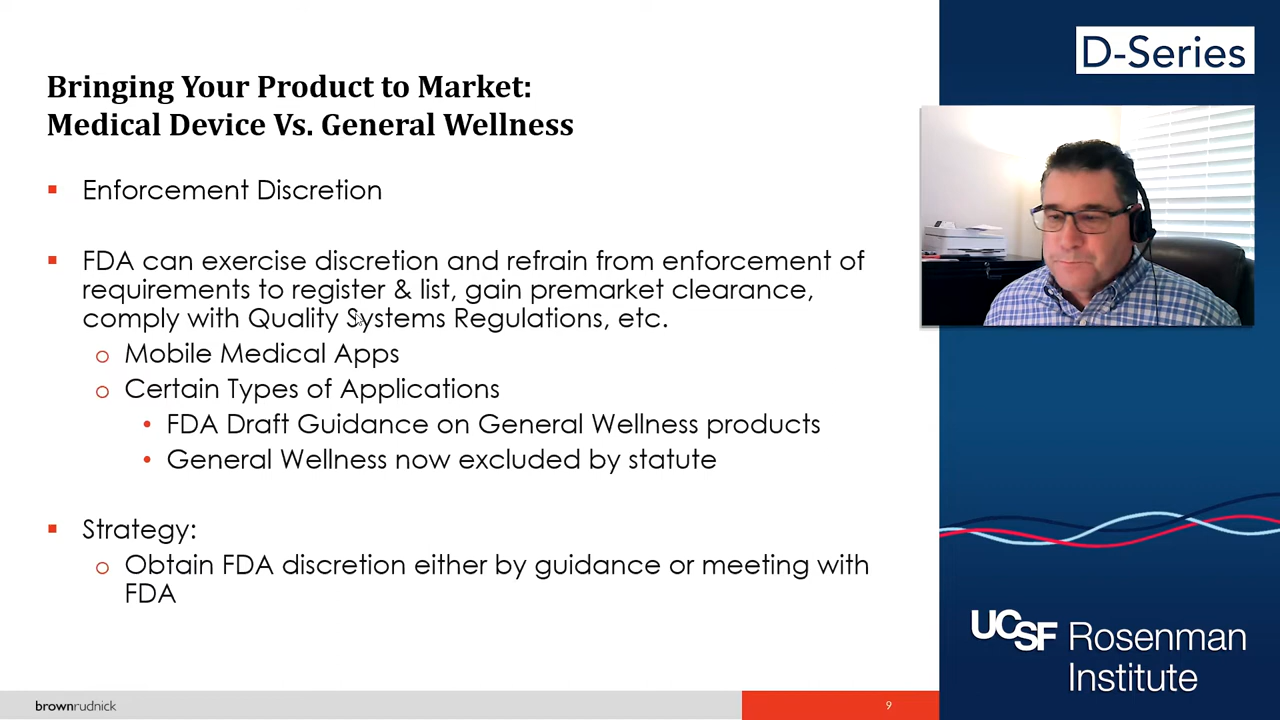 Bringing Your Product to Market:
Medical Device Vs. General Wellness
▪ Enforcement Discretion
▪ FDA can exercise discretion and refrain from enforcement of
requirements to register & list, gain premarket clearance,
comply with Quality Systems Regulations, etc.
o Mobile Medical Apps
o Certain Types of Applications
• FDA Draft Guidance on General Wellness products
• General Wellness now excluded by statute
▪ Strategy:
o Obtain FDA discretion either by guidance or meeting with
FDA
brownrudnick
9
D-Series
UCSF Rosenman
Institute